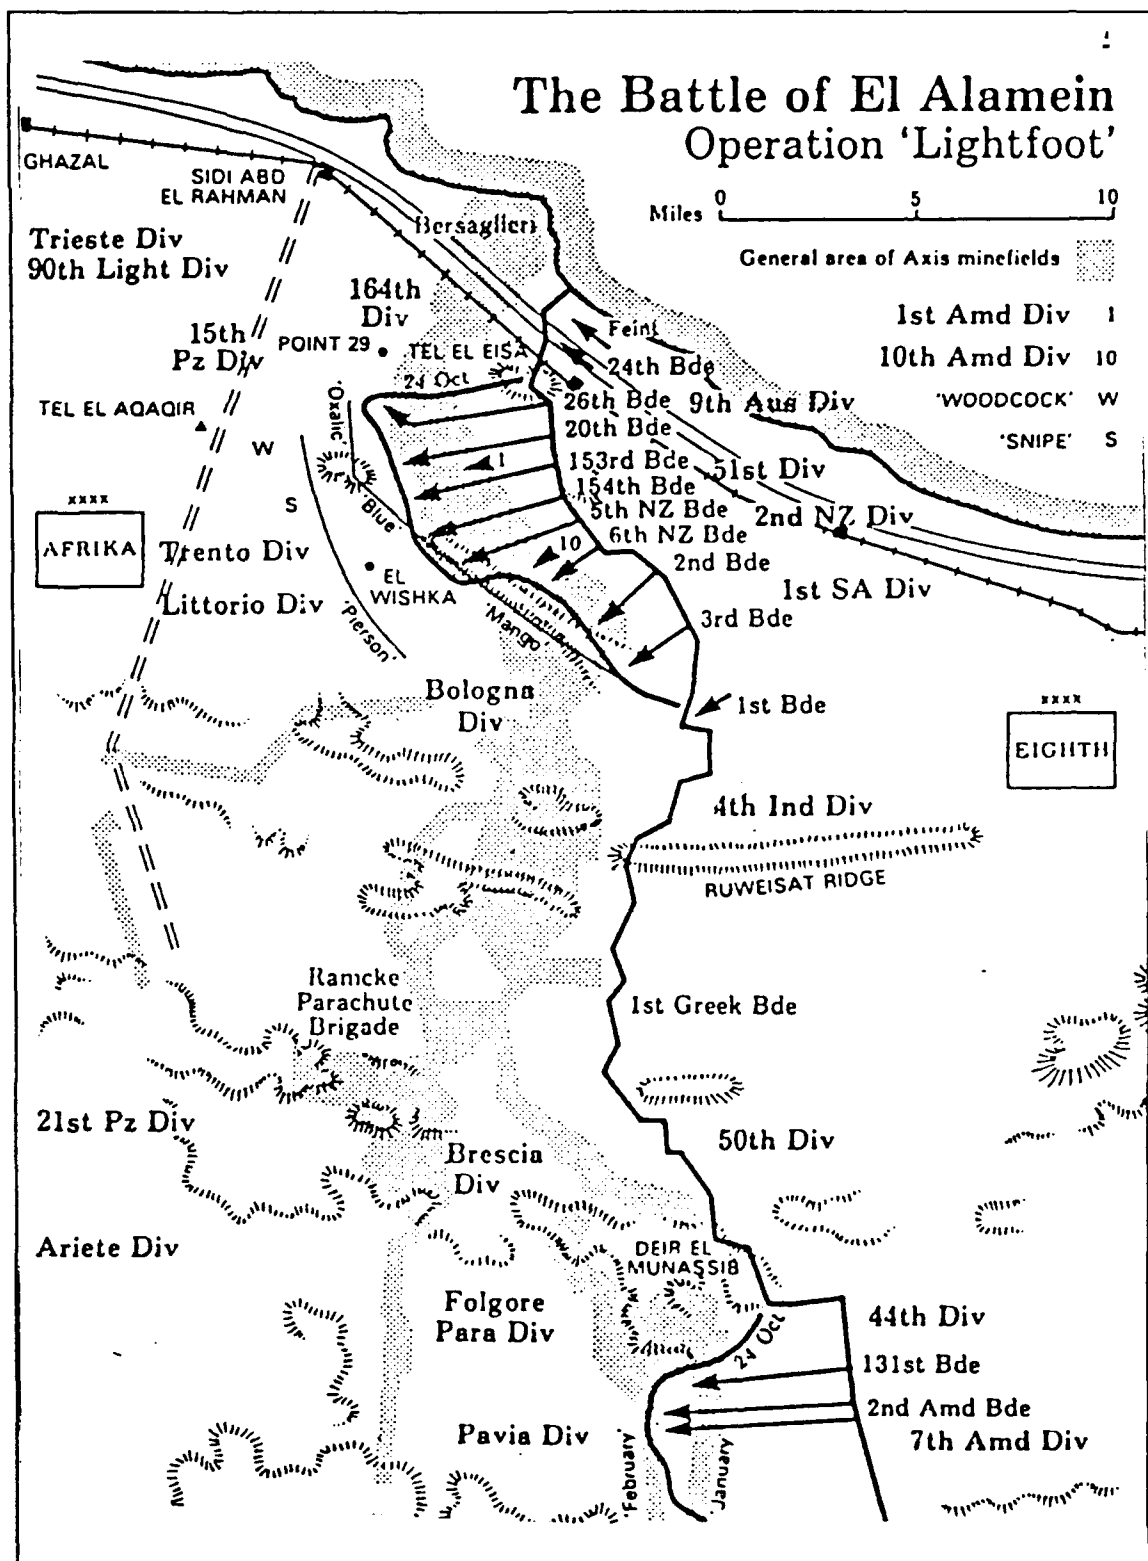 The Battle of El Alamein
Operation 'Lightfoot'
0 5 10
Miles
General area of Axis minefields
1st Amd Div 1
10th Amd Div 10
'WOODCOCK' W
'SNIPE' S
GHAZAL
SIDI ABD
EL RAHMAN
Bersaglieri
Trieste Div
90th Light Div
164th
Div
15th
Pz Div
POINT 29
TEL EL EISA
24 Oct
Feint
24th Bde
26th Bde
9th Aus Div
20th Bde
TEL EL AQAQIR
'Oxalic'
W
1
153rd Bde
51st Div
154th Bde
S
'Blue'
5th NZ Bde
2nd NZ Div
6th NZ Bde
10
2nd Bde
xxxx
AFRIKA
Trento Div
EL
WISHKA
1st SA Div
Littorio Div
'Pierson'
'Mango'
3rd Bde
Bologna
Div
1st Bde
xxxx
EIGHTH
4th Ind Div
RUWEISAT RIDGE
Ramcke
Parachute
Brigade
1st Greek Bde
21st Pz Div
50th Div
Brescia
Div
Ariete Div
DEIR EL
MUNASSIB
Folgore
Para Div
24 Oct
44th Div
131st Bde
2nd Amd Bde
Pavia Div
7th Amd Div
'February'
'January'